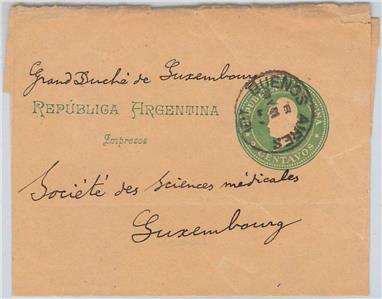 Grand Duché de Luxembourg
REPÚBLICA ARGENTINA
Impresos
BUENOS AIRES
CENTAVOS
Société des Sciences médicales
Luxembourg